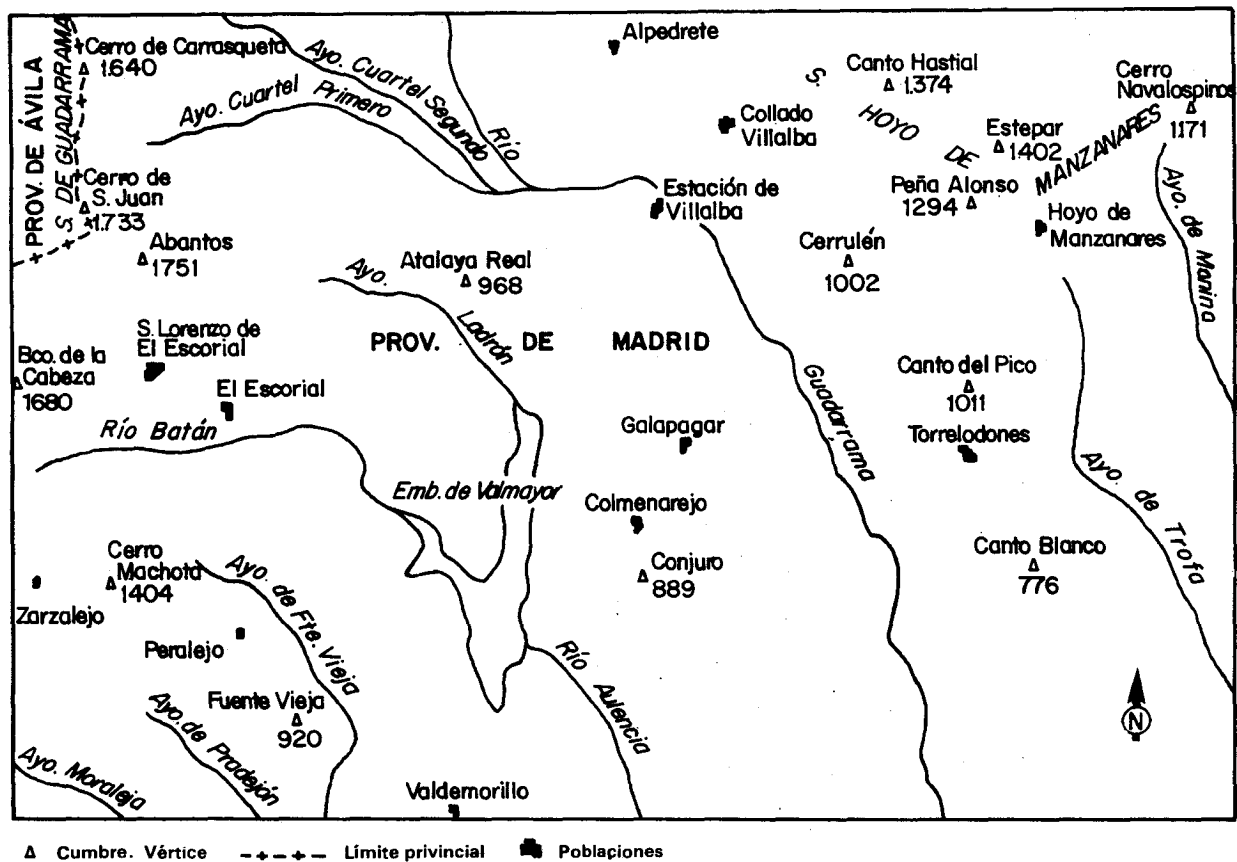 PROV. DE ÁVILA
S. DE GUADARRAMA
Cerro de Carrasqueta
1.640
Ayo. Cuartel Segundo
Ayo. Cuartel Primero
Río
Alpedrete
S. HOYO DE MANZANARES
Canto Hastial
1.374
Cerro
Navalospinos
1171
Collado
Villalba
Estepar
1.402
Cerro de
S. Juan
1.733
Estación de
Villalba
Peña Alonso
1294
Hoyo de
Manzanares
Ayo. de Manina
Abantos
1751
Ayo. Ladrón
Atalaya Real
968
Cerrulén
1002
PROV. DE MADRID
S. Lorenzo de
El Escorial
Bco. de la
Cabeza
1680
El Escorial
Canto del Pico
1011
Guadarrama
Río Batán
Galapagar
Torrelodones
Emb. de Valmayor
Colmenarejo
Ayo. de Trofa
Cerro
Machota
1404
Conjuro
889
Canto Blanco
776
Zarzalejo
Ayo. de Fte. Vieja
Peralejo
Río Aulencia
Fuente Vieja
920
Ayo. de Pradejón
N
Ayo. Moraleja
Valdemorillo
Cumbre. Vértice
Límite privincial
Poblaciones